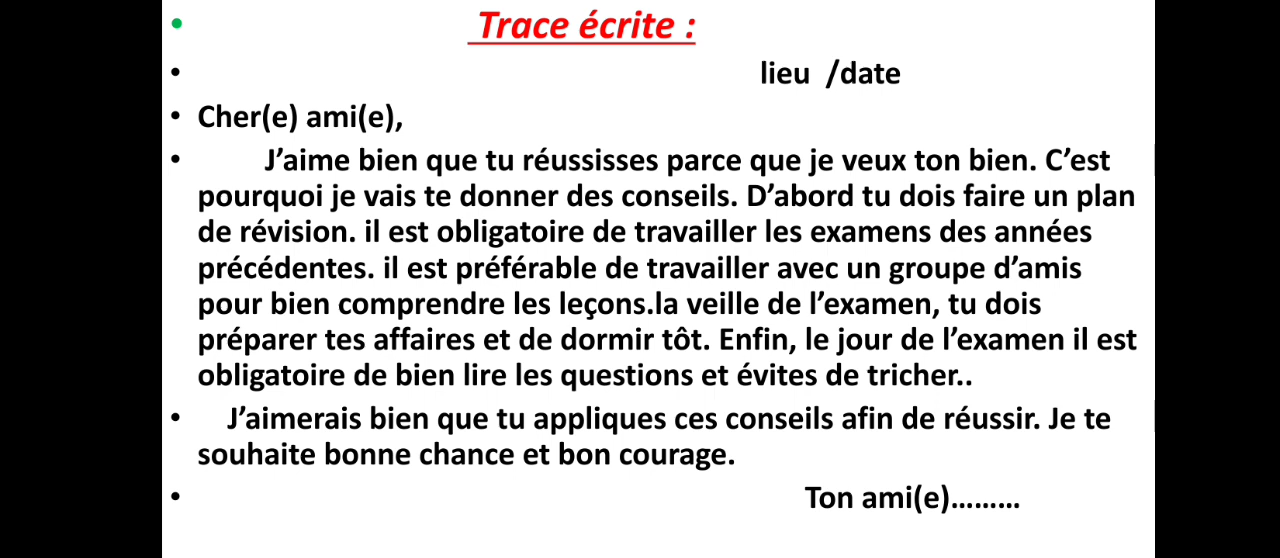 Trace écrite :
lieu /date
Cher(e) ami(e),
J’aime bien que tu réussisses parce que je veux ton bien. C’est
pourquoi je vais te donner des conseils. D’abord tu dois faire un plan
de révision. il est obligatoire de travailler les examens des années
précédentes. il est préférable de travailler avec un groupe d’amis
pour bien comprendre les leçons.la veille de l’examen, tu dois
préparer tes affaires et de dormir tôt. Enfin, le jour de l’examen il est
obligatoire de bien lire les questions et évites de tricher..
J’aimerais bien que tu appliques ces conseils afin de réussir. Je te
souhaite bonne chance et bon courage.
Ton ami(e)………